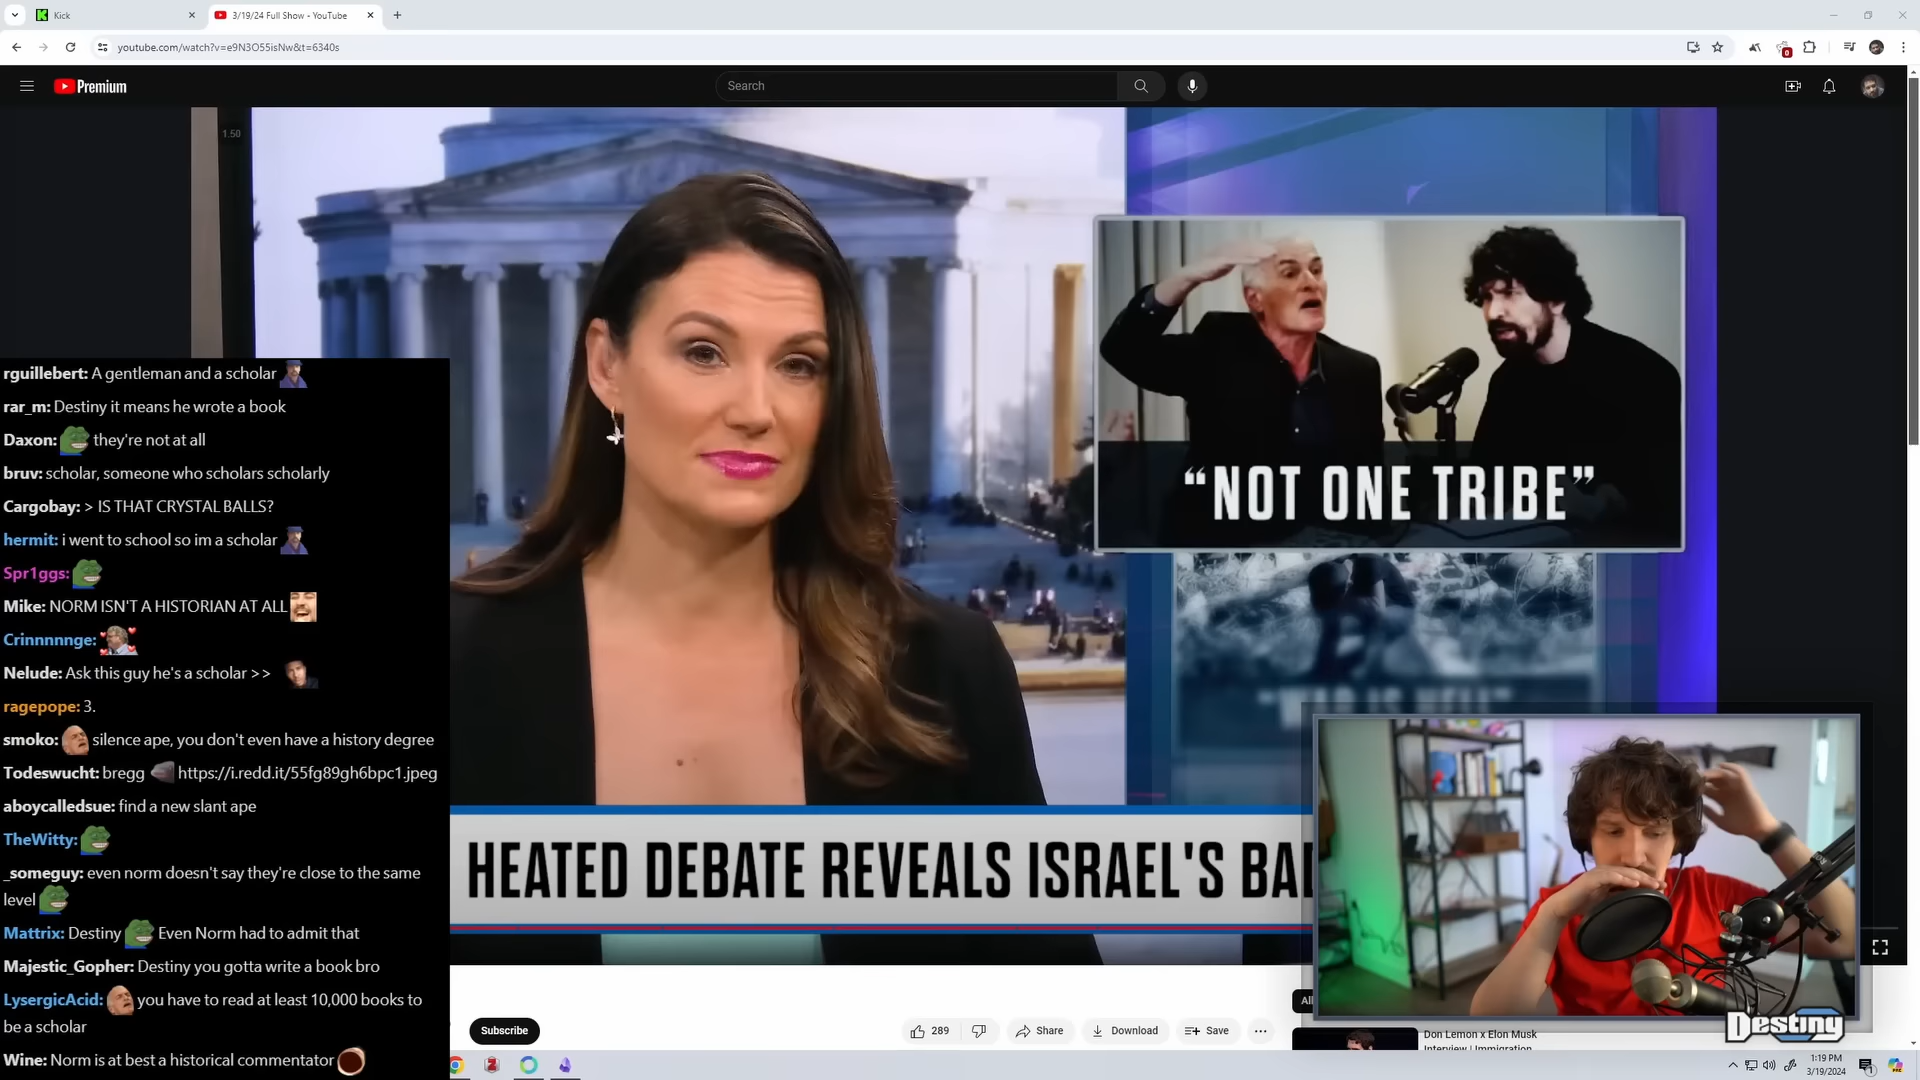 Kick
3/19/24 Full Show - YouTube
youtube.com/watch?v=e9N3O55isNw&t=6340s
0
Premium
Search
1.50
"NOT ONE TRIBE"
rguillebert: A gentleman and a scholar
rar_m: Destiny it means he wrote a book
Daxon: they're not at all
bruv: scholar, someone who scholars scholarly
Cargobay: > IS THAT CRYSTAL BALLS?
hermit: i went to school so im a scholar
Spr1ggs:
Mike: NORM ISN'T A HISTORIAN AT ALL
Crinnnnnge:
Nelude: Ask this guy he's a scholar >>
ragepope: 3.
smoko: silence ape, you don't even have a history degree
Todeswucht: bregg https://i.redd.it/55fg89gh6bpc1.jpeg
aboycalledsue: find a new slant ape
TheWitty:
_someguy: even norm doesn't say they're close to the same
level
Mattrix: Destiny Even Norm had to admit that
Majestic_Gopher: Destiny you gotta write a book bro
LysergicAcid: you have to read at least 10,000 books to
be a scholar
Wine: Norm is at best a historical commentator
HEATED DEBATE REVEALS ISRAEL'S BA
Destiny
Subscribe
289
Share
Download
Save
Al
Don Lemon x Elon Musk
Interview | Immigration
1:19 PM
3/19/2024